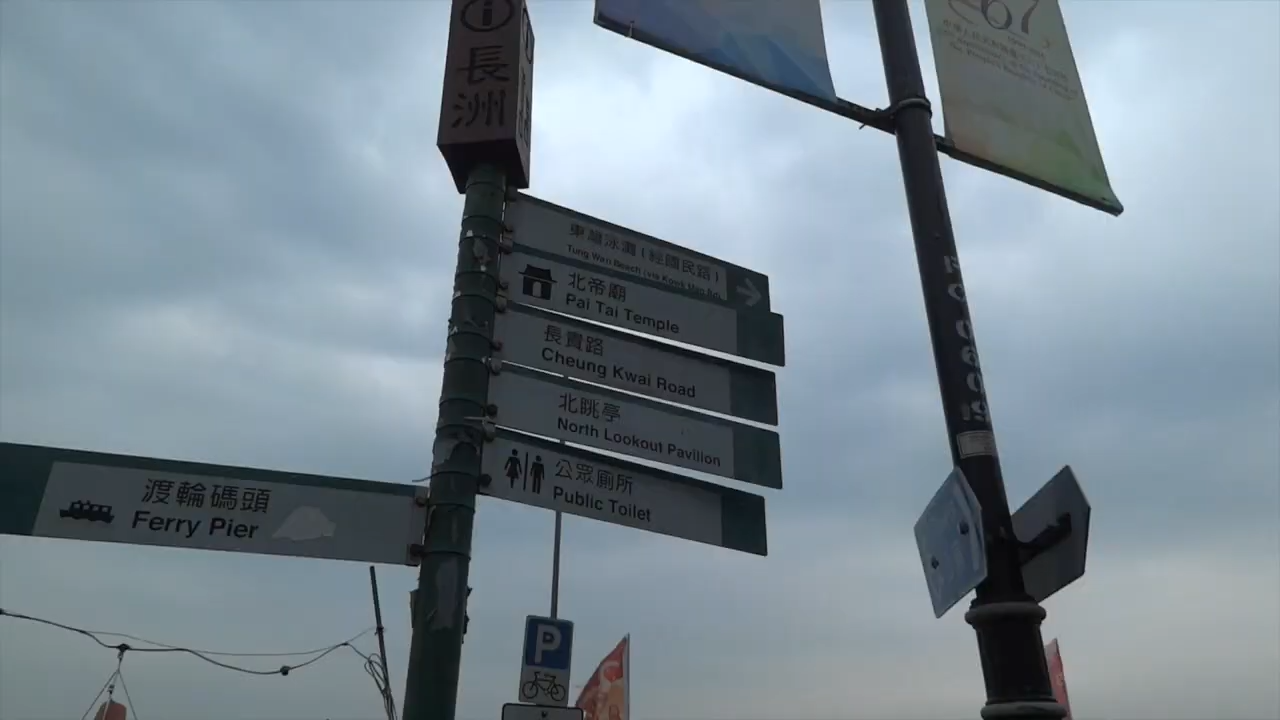 長
洲
67
東灣泳灘(經國民路)
Tung Wan Beach (via Kwok Man Rd)
北帝廟
Pai Tai Temple
長貴路
Cheung Kwai Road
北眺亭
North Lookout Pavilion
公眾廁所
Public Toilet
渡輪碼頭
Ferry Pier
P